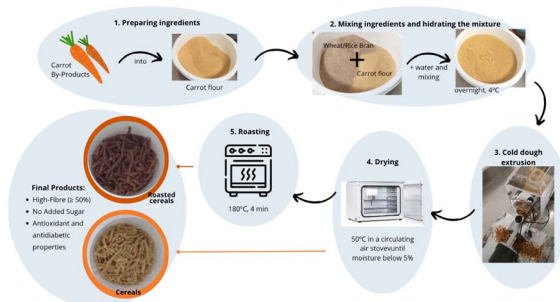 1. Preparing ingredients
Carrot
By-Products
into
Carrot flour
2. Mixing ingredients and hidrating the mixture
Wheat/Rice Bran
+
Carrot flour
+ water and
mixing
overnight, 4ºC
3. Cold dough
extrusion
4. Drying
50ºC in a circulating
air stovevuntil
moisture below 5%
5. Roasting
180ºC, 4 min
Final Products:
• High-Fibre (≥ 50%)
• No Added Sugar
• Antioxidant and
antidiabetic
properties
Roasted
cereals
Cereals